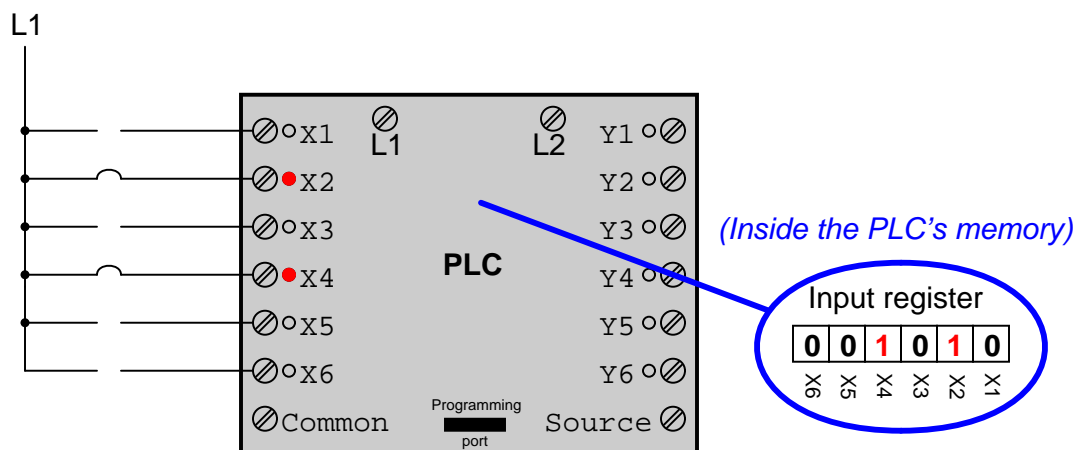 L1
X1 L1 L2 Y1
X2 Y2
X3 Y3
(Inside the PLC's memory)
X4 PLC Y4
Input register
X5 Y5
0 0 1 0 1 0
X6 Y6
X6 X5 X4 X3 X2 X1
Common Programming port Source